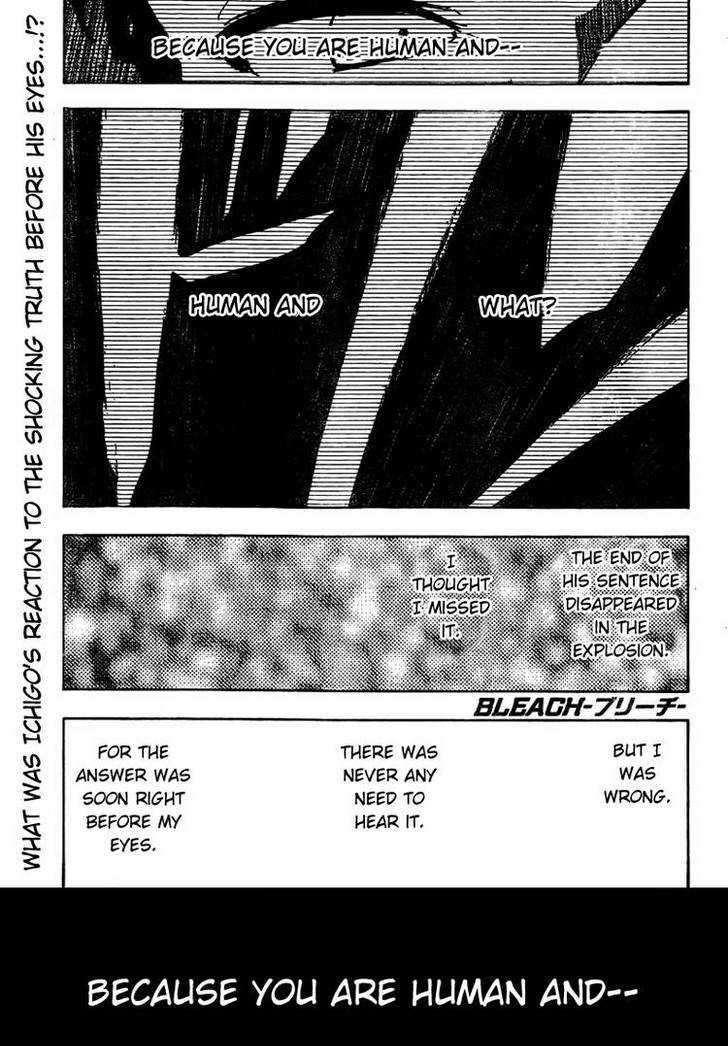 BECAUSE YOU ARE HUMAN AND--
HUMAN AND
WHAT?
THE END OF
HIS SENTENCE
DISAPPEARED
IN THE
EXPLOSION.
I
THOUGHT
I MISSED
IT.
BLEACH-ブリーチ-
BUT I
WAS
WRONG.
THERE WAS
NEVER ANY
NEED TO
HEAR IT.
FOR THE
ANSWER WAS
SOON RIGHT
BEFORE MY
EYES.
WHAT WAS ICHIGO'S REACTION TO THE SHOCKING TRUTH BEFORE HIS EYES...!?
BECAUSE YOU ARE HUMAN AND--